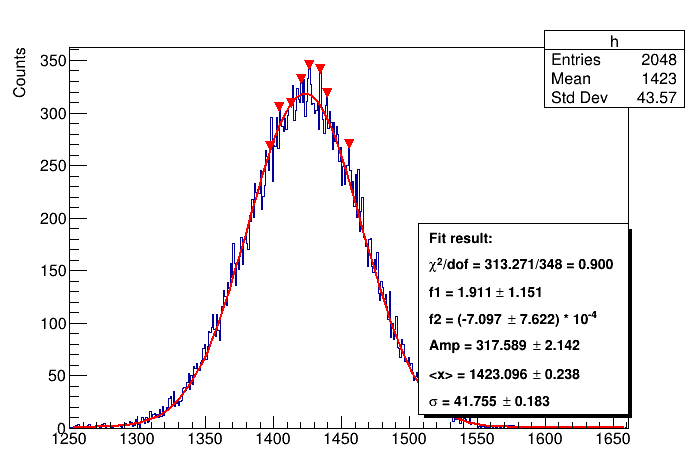 h
Entries 2048
Mean 1423
Std Dev 43.57
Counts
350
300
250
200
150
100
50
0
Fit result:
χ²/dof = 313.271/348 = 0.900
f1 = 1.911 ± 1.151
f2 = (-7.097 ± 7.622) * 10⁻⁴
Amp = 317.589 ± 2.142
<x> = 1423.096 ± 0.238
σ = 41.755 ± 0.183
1250 1300 1350 1400 1450 1500 1550 1600 1650